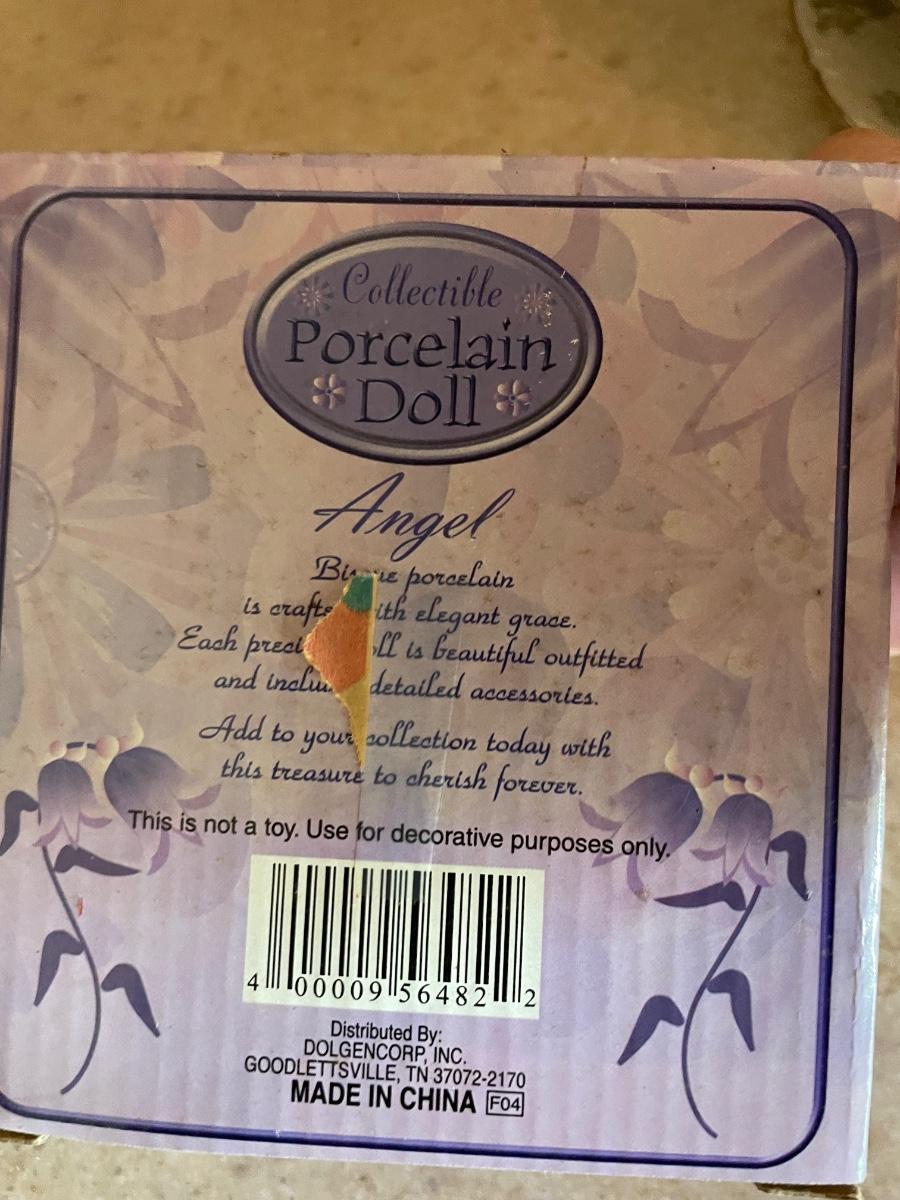 Collectible
Porcelain
Doll
Angel
porcelain
is elegant grace.
Each is beautiful outfitted
and detailed accessories.
Add to your collection today with
this treasure to cherish forever.
This is not a toy. Use for decorative purposes only.
4 00009 56482 2
Distributed By:
DOLGENCORP, INC.
GOODLETTSVILLE, TN 37072-2170
MADE IN CHINA F04